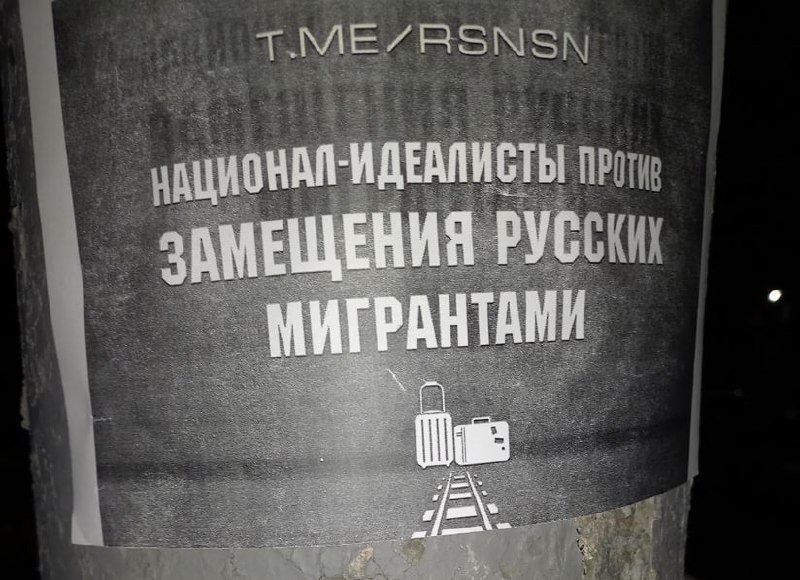 T.ME/RSNSN
НАЦИОНАЛ-ИДЕАЛИСТЫ ПРОТИВ
ЗАМЕЩЕНИЯ РУССКИХ
МИГРАНТАМИ